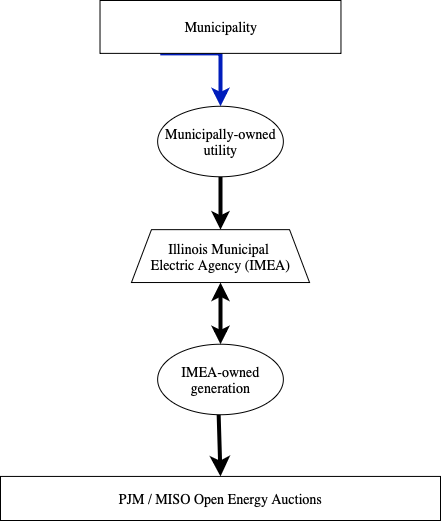 Municipality
Municipally-owned
utility
Illinois Municipal
Electric Agency (IMEA)
IMEA-owned
generation
PJM / MISO Open Energy Auctions